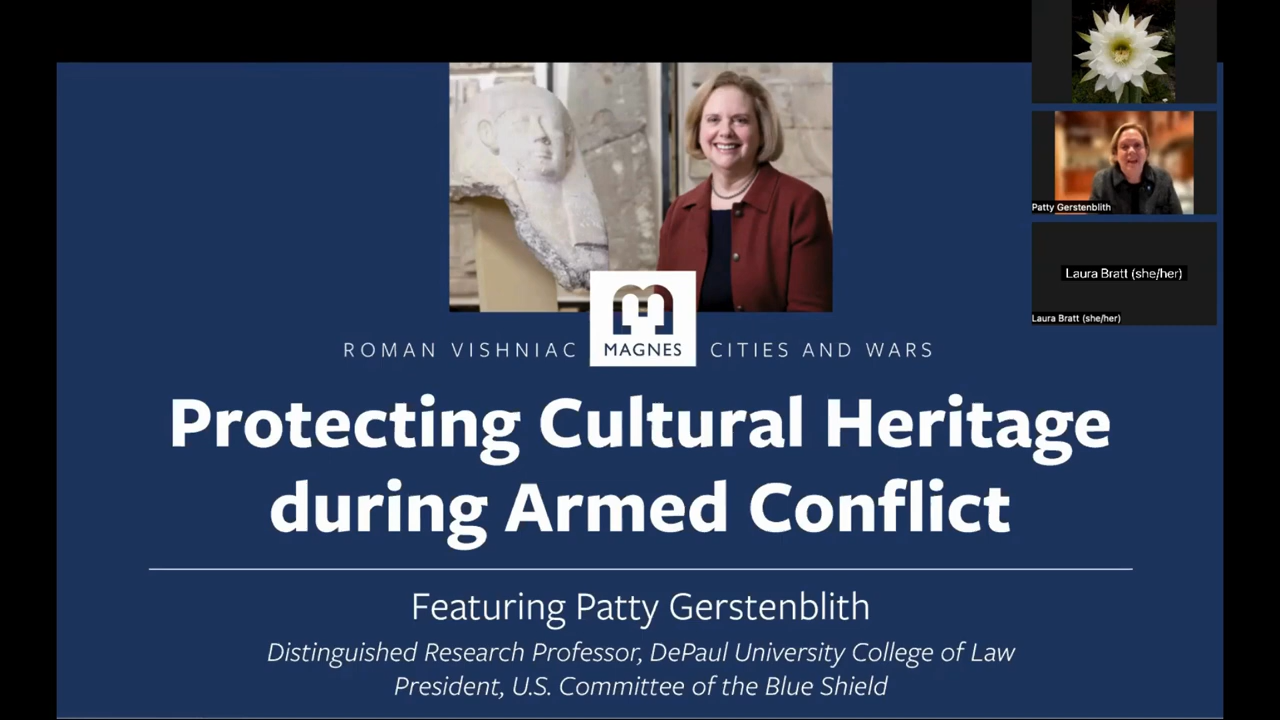 Patty Gerstenblith
Laura Bratt (she/her)
Laura Bratt (she/her)
MAGNES
ROMAN VISHNIAC CITIES AND WARS
Protecting Cultural Heritage
during Armed Conflict
Featuring Patty Gerstenblith
Distinguished Research Professor, DePaul University College of Law
President, U.S. Committee of the Blue Shield